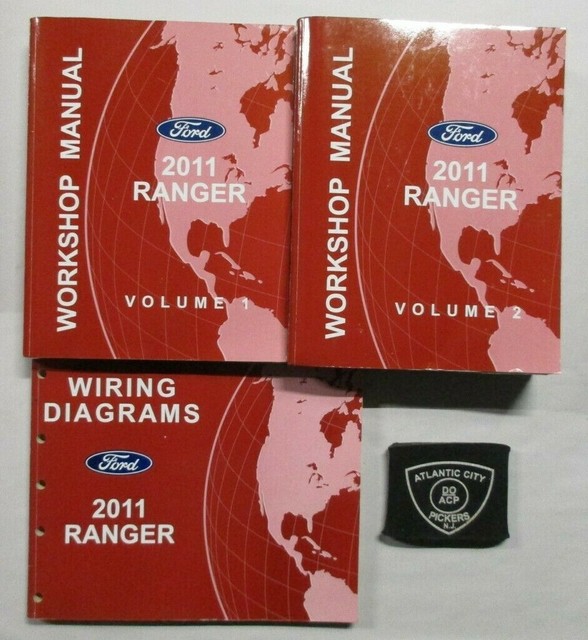 WORKSHOP MANUAL
Ford
2011
RANGER
VOLUME 1
WORKSHOP MANUAL
Ford
2011
RANGER
VOLUME 2
WIRING
DIAGRAMS
Ford
2011
RANGER
ATLANTIC CITY
DO
ACP
PICKERS
N.J.